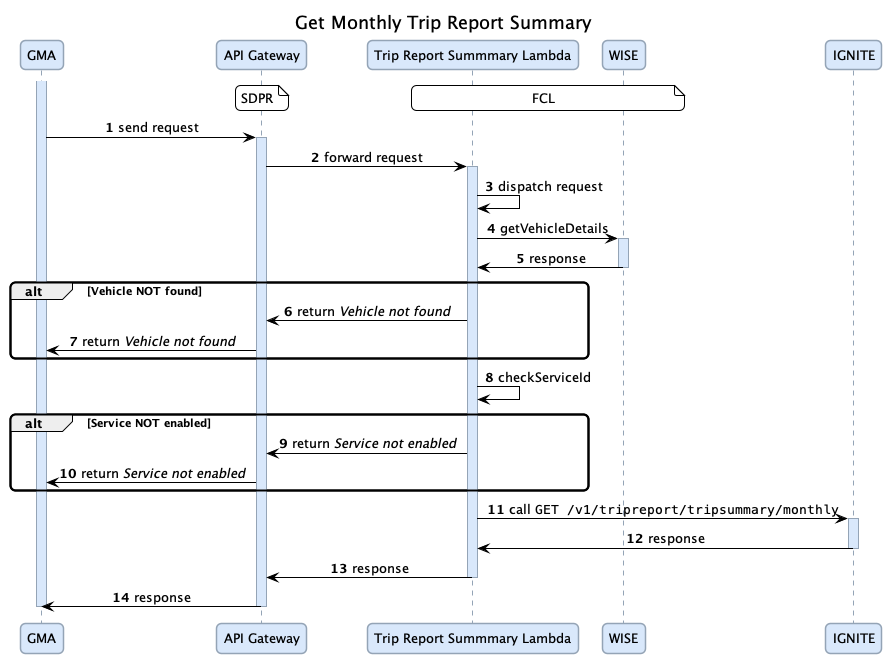 Get Monthly Trip Report Summary
GMA
API Gateway
Trip Report Summmary Lambda
WISE
IGNITE
SDPR
FCL
1 send request
2 forward request
3 dispatch request
4 getVehicleDetails
5 response
alt
[Vehicle NOT found]
6 return Vehicle not found
7 return Vehicle not found
8 checkServiceId
alt
[Service NOT enabled]
9 return Service not enabled
10 return Service not enabled
11 call GET /v1/tripreport/tripsummary/monthly
12 response
13 response
14 response
GMA
API Gateway
Trip Report Summmary Lambda
WISE
IGNITE